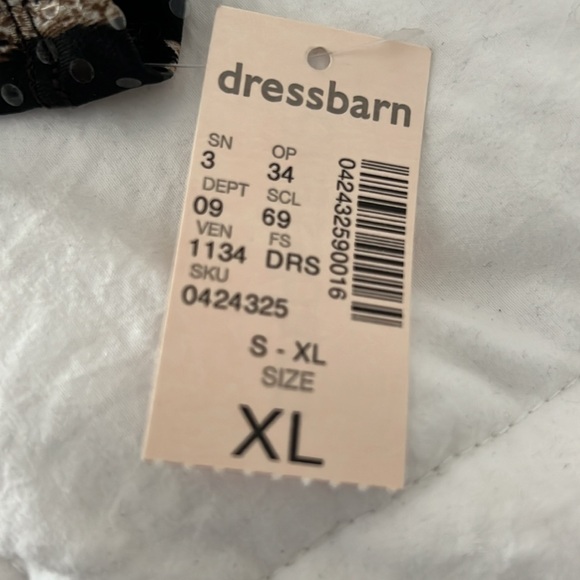 dressbarn
SN OP
3 34
DEPT SCL
09 69
VEN FS
1134 DRS
SKU
0424325
042432590016
S - XL
SIZE
XL